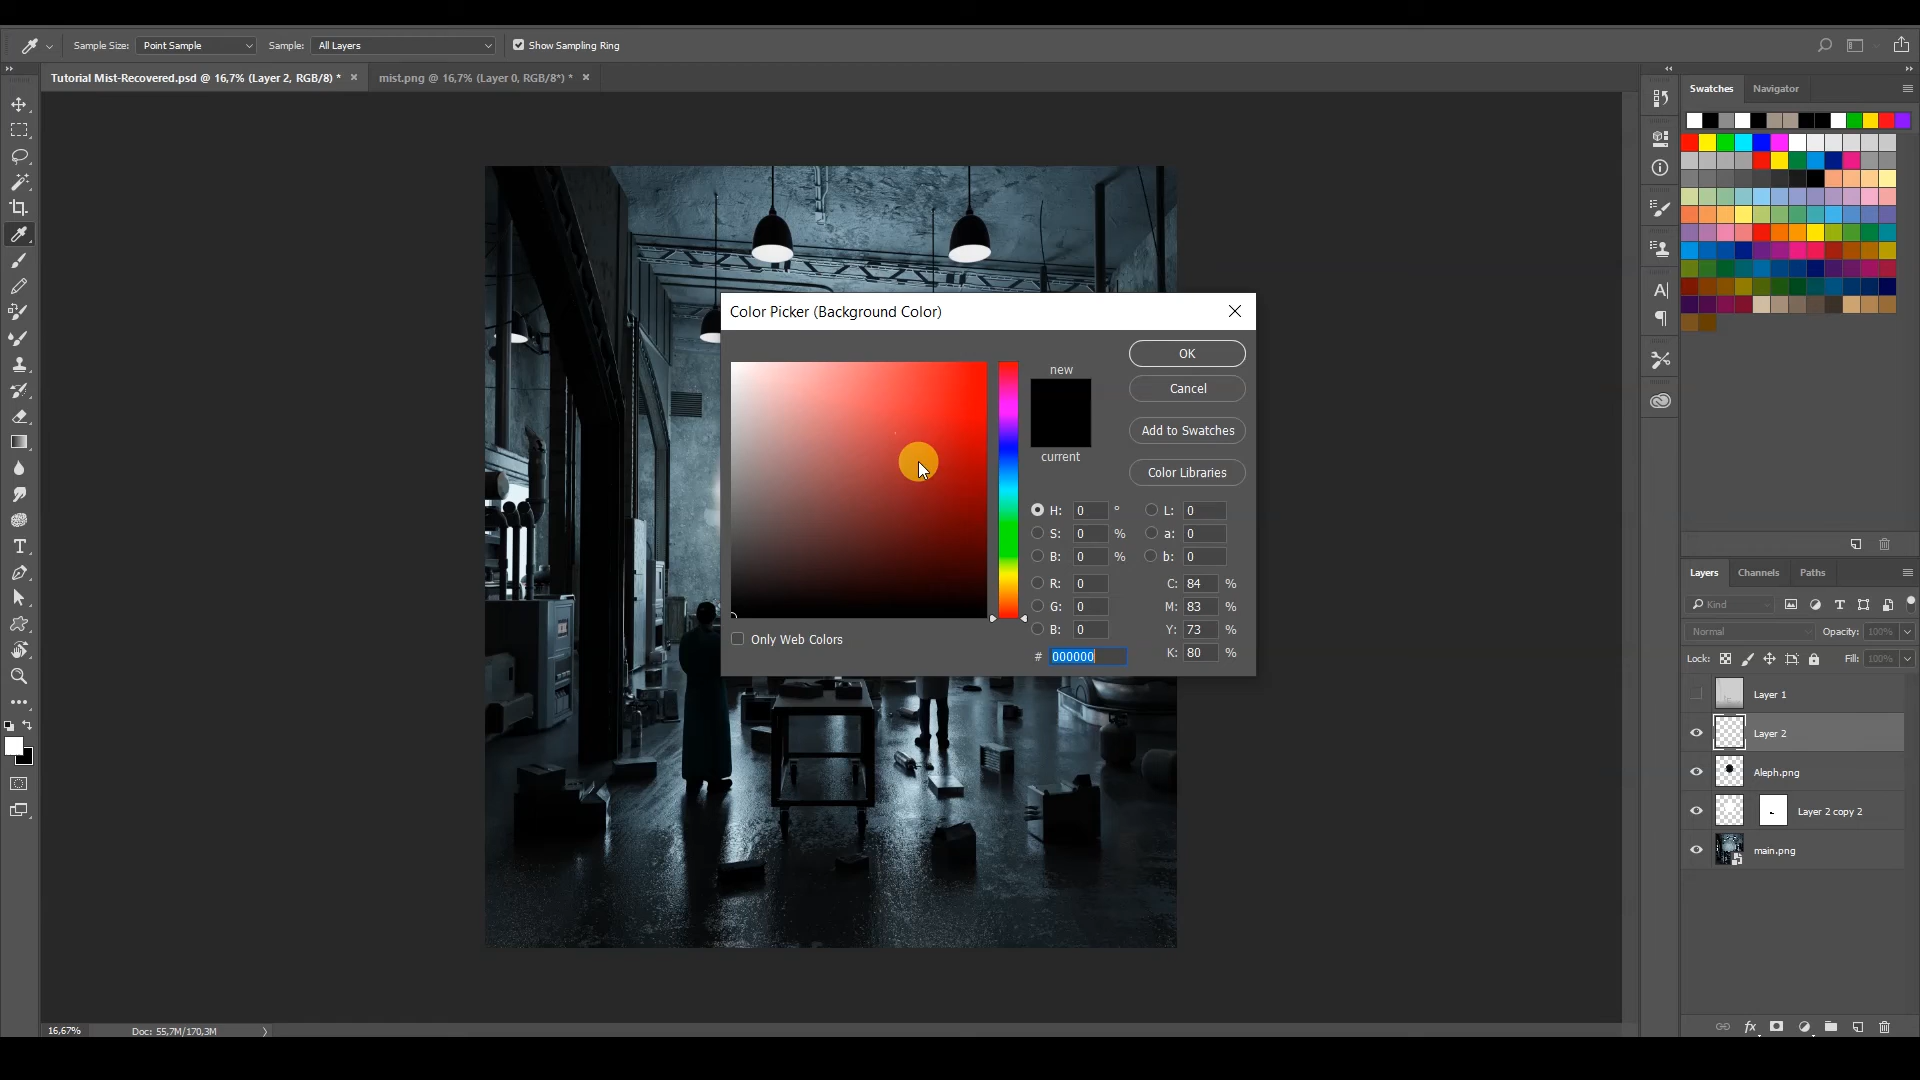 Sample Size: Point Sample Sample: All Layers Show Sampling Ring
Tutorial Mist-Recovered.psd @ 16,7% (Layer 2, RGB/8) * × mist.png @ 16,7% (Layer 0, RGB/8*) * ×
Swatches Navigator
Color Picker (Background Color)
OK
new
Cancel
Add to Swatches
current
Color Libraries
H: 0 ° L: 0
S: 0 % a: 0
B: 0 % b: 0
R: 0 C: 84 %
G: 0 M: 83 %
B: 0 Y: 73 %
# 000000 K: 80 %
Only Web Colors
Layers Channels Paths
Kind
Normal Opacity: 100%
Lock: Fill: 100%
Layer 1
Layer 2
Aleph.png
Layer 2 copy 2
main.png
16,67% Doc: 55,7M/170,3M